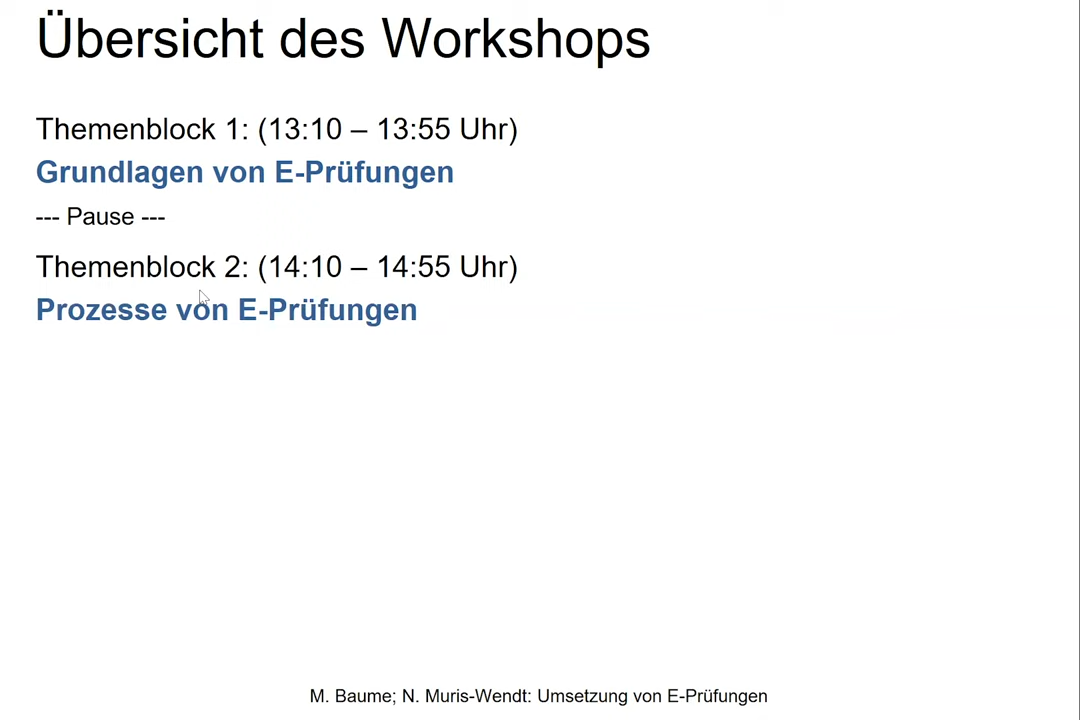 Übersicht des Workshops
Themenblock 1: (13:10 – 13:55 Uhr)
Grundlagen von E-Prüfungen
--- Pause ---
Themenblock 2: (14:10 – 14:55 Uhr)
Prozesse von E-Prüfungen
M. Baume; N. Muris-Wendt: Umsetzung von E-Prüfungen